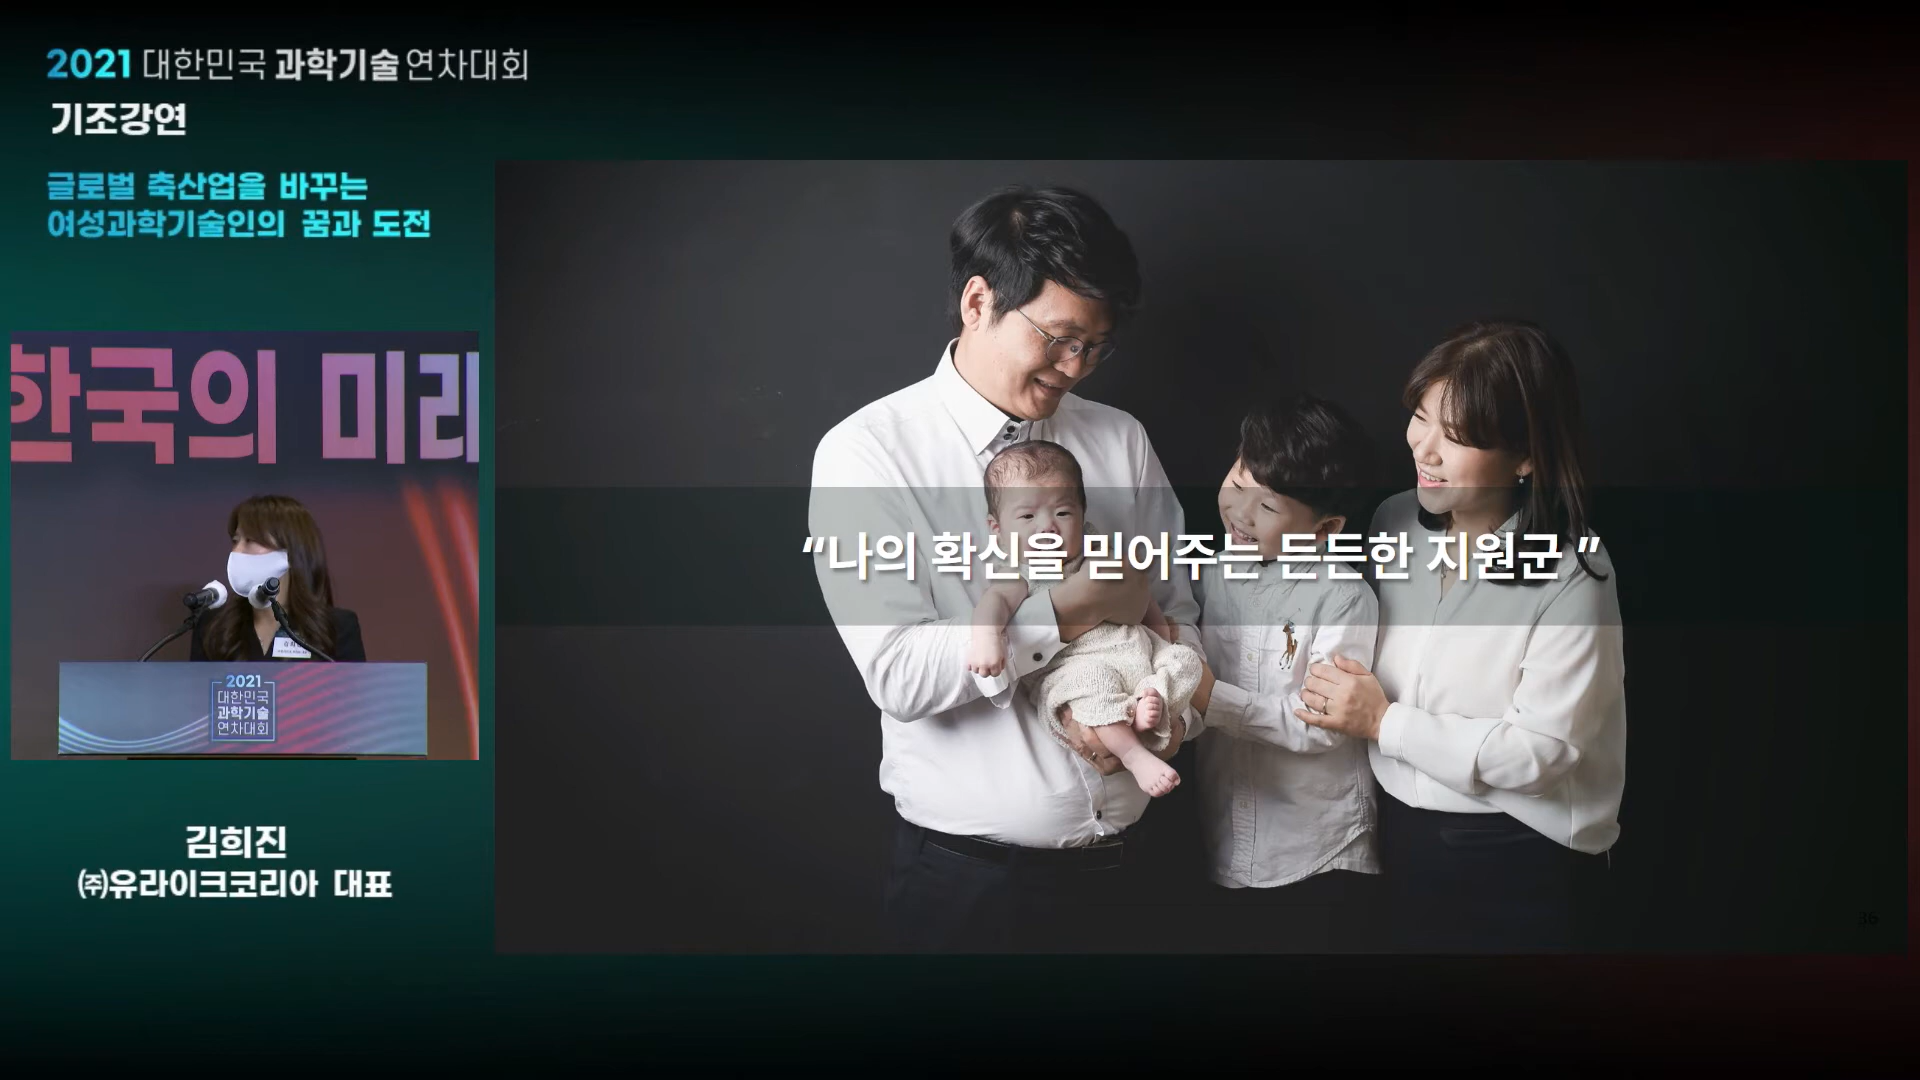 2021 대한민국 과학기술 연차대회
기조강연
글로벌 축산업을 바꾸는
여성과학기술인의 꿈과 도전
한국의 미래
2021
대한민국
과학기술
연차대회
김희진
㈜유라이크코리아 대표
“나의 확신을 믿어주는 든든한 지원군 ”
36